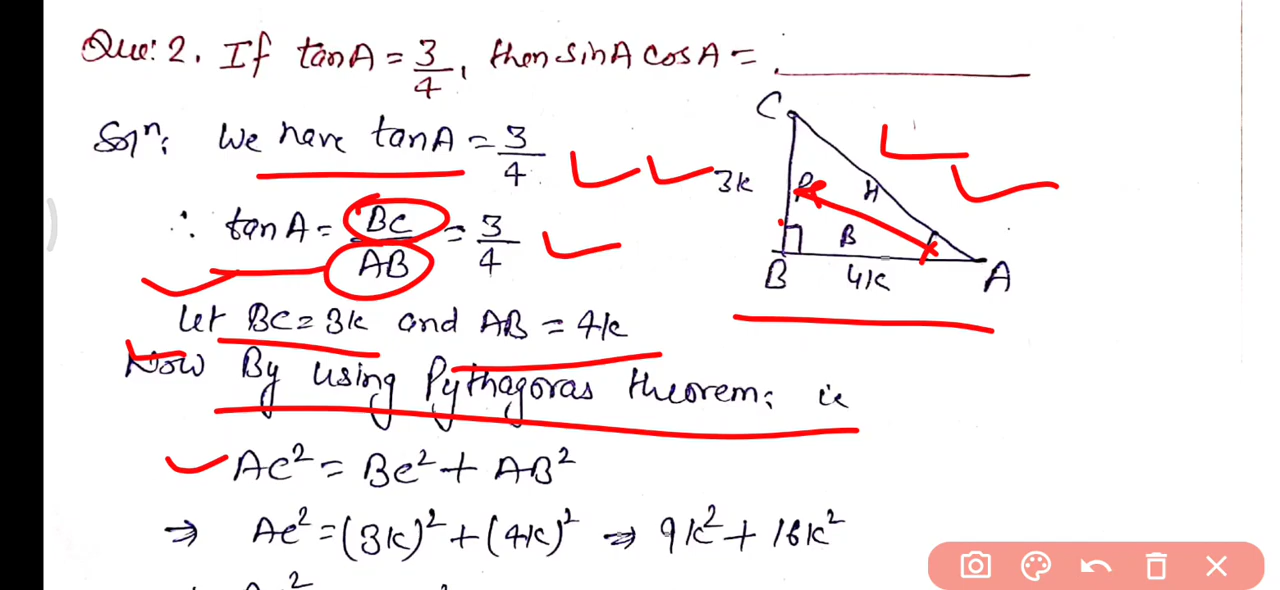 Que: 2. If tanA = 3/4, then sinA cosA = ________
Solⁿ: We have tanA = 3/4
∴ tanA = BC/AB = 3/4
Let BC = 3k and AB = 4k
Now By using Pythagoras theorem; ie
AC² = BC² + AB²
⇒ AC² = (3k)² + (4k)² ⇒ 9k² + 16k²
C
3k P H
B
B 4k A